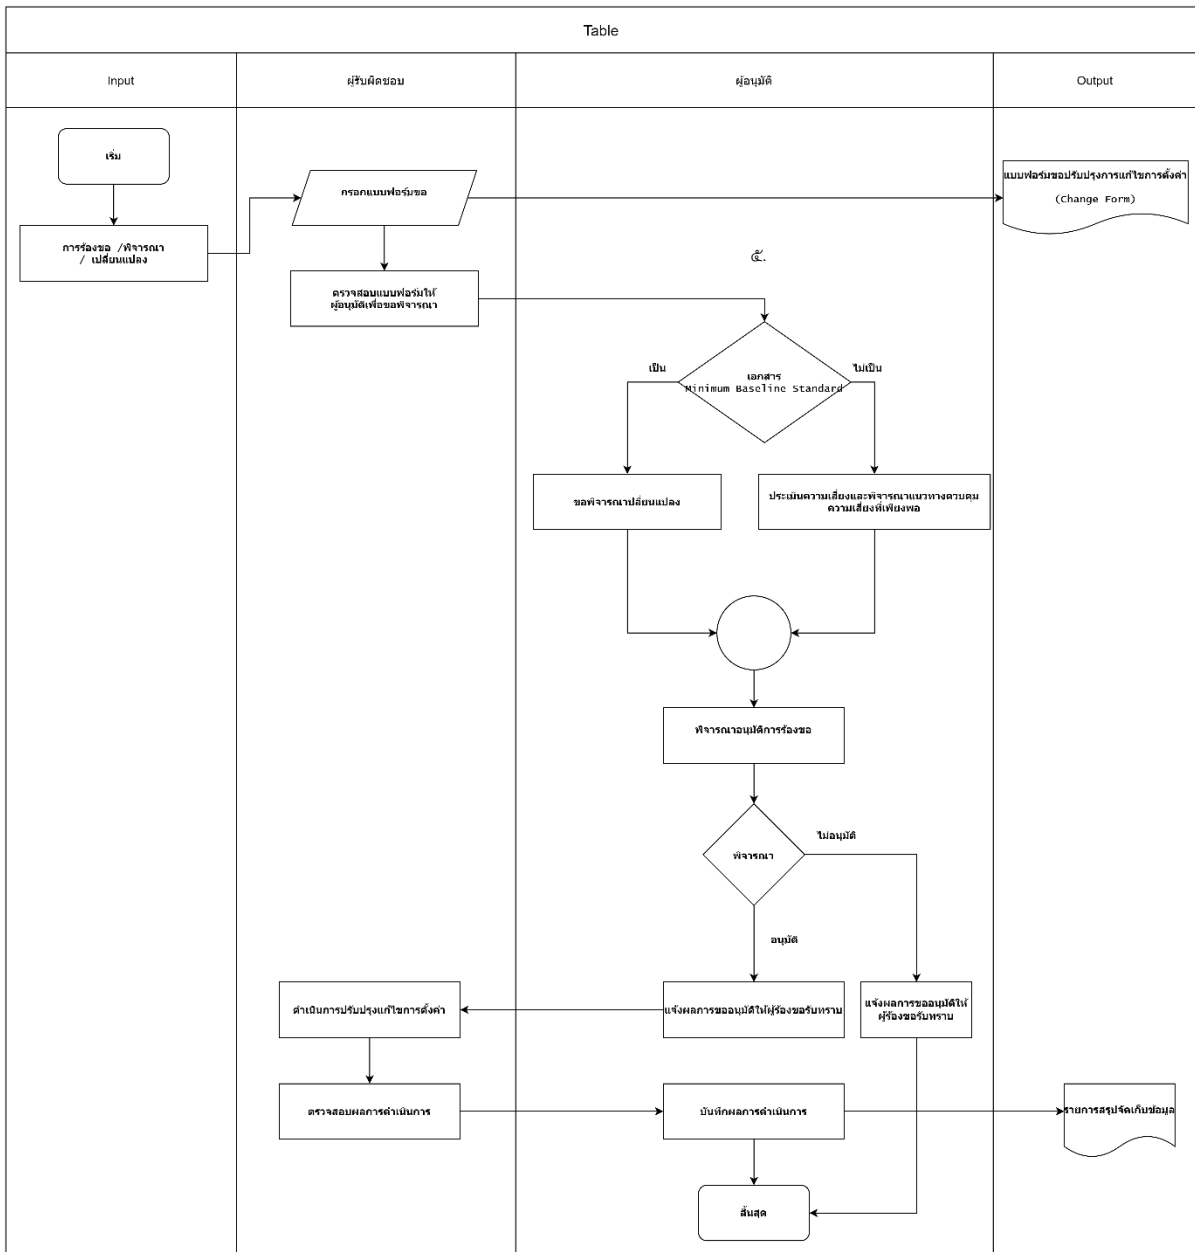 Table
Input
ผู้รับผิดชอบ
ผู้อนุมัติ
Output
เริ่ม
การร้องขอ /พิจารณา
/ เปลี่ยนแปลง
กรอกแบบฟอร์มขอ
แบบฟอร์มขอปรับปรุงการแก้ไขการตั้งค่า
(Change Form)
ตรวจสอบแบบฟอร์มให้
ผู้อนุมัติเพื่อขอพิจารณา
๕.
เอกสาร
Minimum Baseline Standard
เป็น
ไม่เป็น
ขอพิจารณาเปลี่ยนแปลง
ประเมินความเสี่ยงและพิจารณาแนวทางควบคุม
ความเสี่ยงที่เพียงพอ
พิจารณาอนุมัติการร้องขอ
พิจารณา
ไม่อนุมัติ
อนุมัติ
ดำเนินการปรับปรุงแก้ไขการตั้งค่า
แจ้งผลการขออนุมัติให้ผู้ร้องขอรับทราบ
แจ้งผลการขออนุมัติให้
ผู้ร้องขอรับทราบ
ตรวจสอบผลการดำเนินการ
บันทึกผลการดำเนินการ
รายการสรุปจัดเก็บข้อมูล
สิ้นสุด